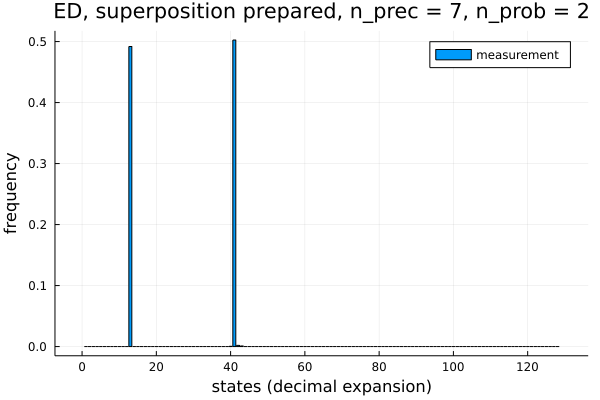 ED, superposition prepared, n_prec = 7, n_prob = 2
0.5
0.4
0.3
0.2
0.1
0.0
measurement
frequency
0 20 40 60 80 100 120
states (decimal expansion)